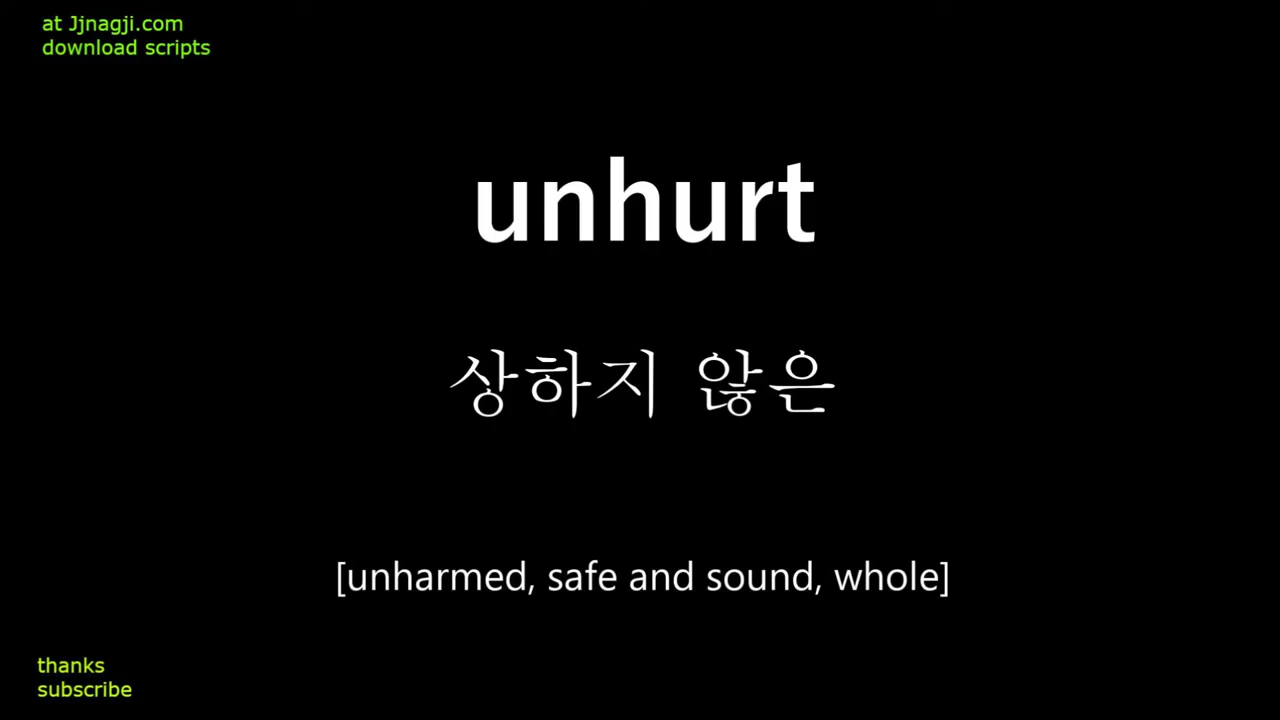 at Jjnagji.com
download scripts
unhurt
상하지 않은
[unharmed, safe and sound, whole]
thanks
subscribe